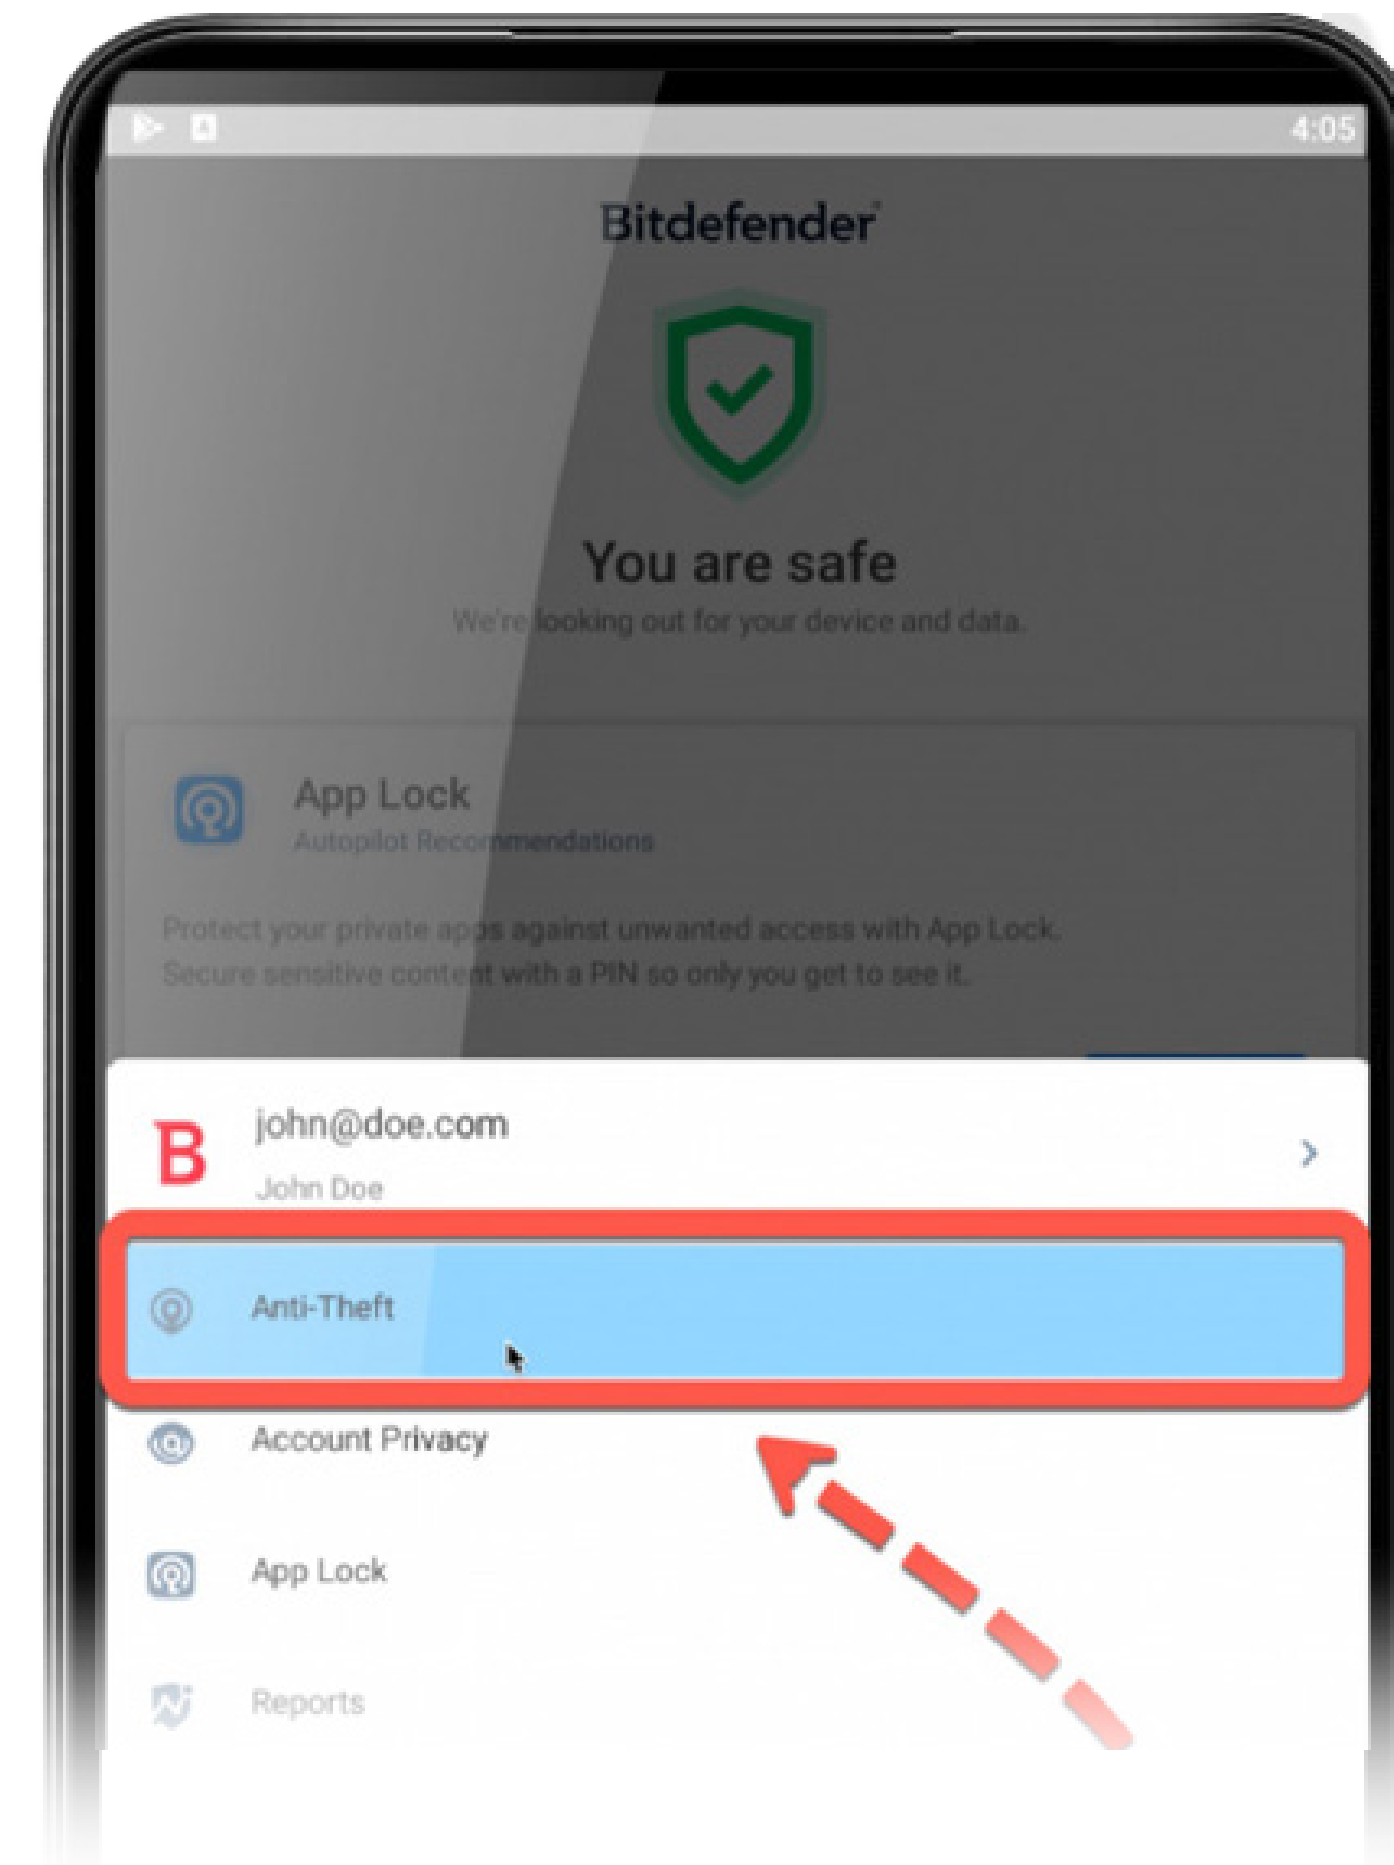 4:05
Bitdefender
You are safe
We're looking out for your device and data.
App Lock
Autopilot Recommendations
Protect your private apps against unwanted access with App Lock.
Secure sensitive content with a PIN so only you get to see it.
B
john@doe.com
John Doe
Anti-Theft
Account Privacy
App Lock
Reports